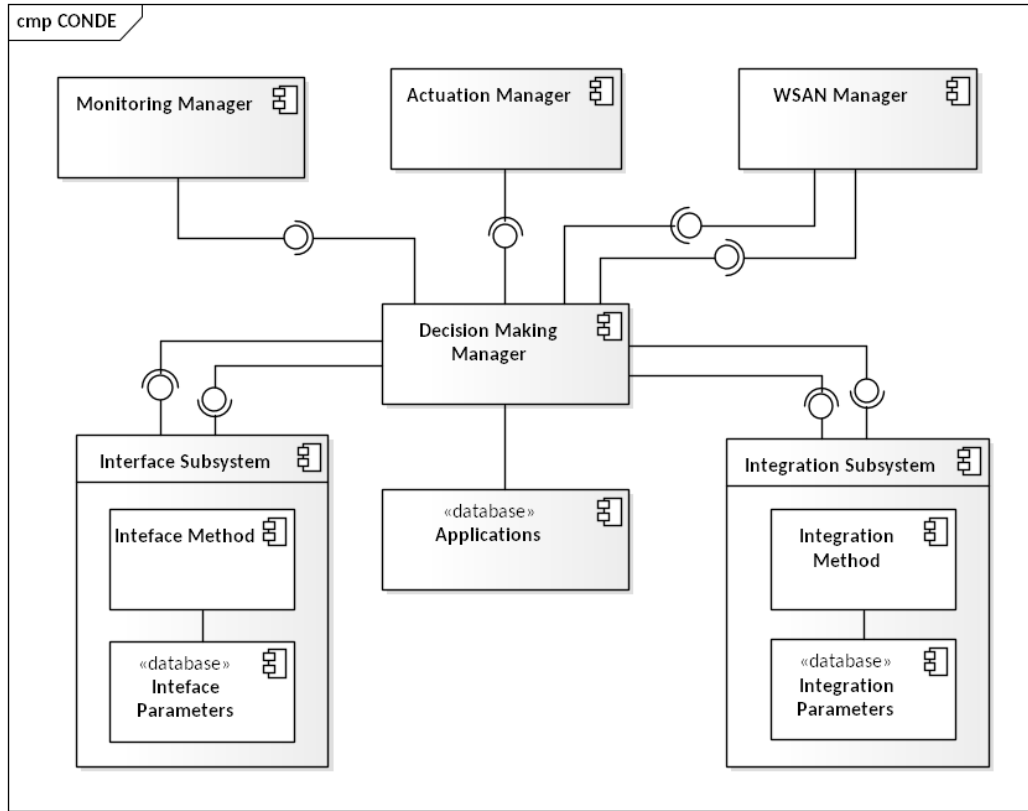 cmp CONDE
Monitoring Manager
Actuation Manager
WSAN Manager
Decision Making
Manager
Interface Subsystem
Inteface Method
«database»
Inteface
Parameters
«database»
Applications
Integration Subsystem
Integration
Method
«database»
Integration
Parameters